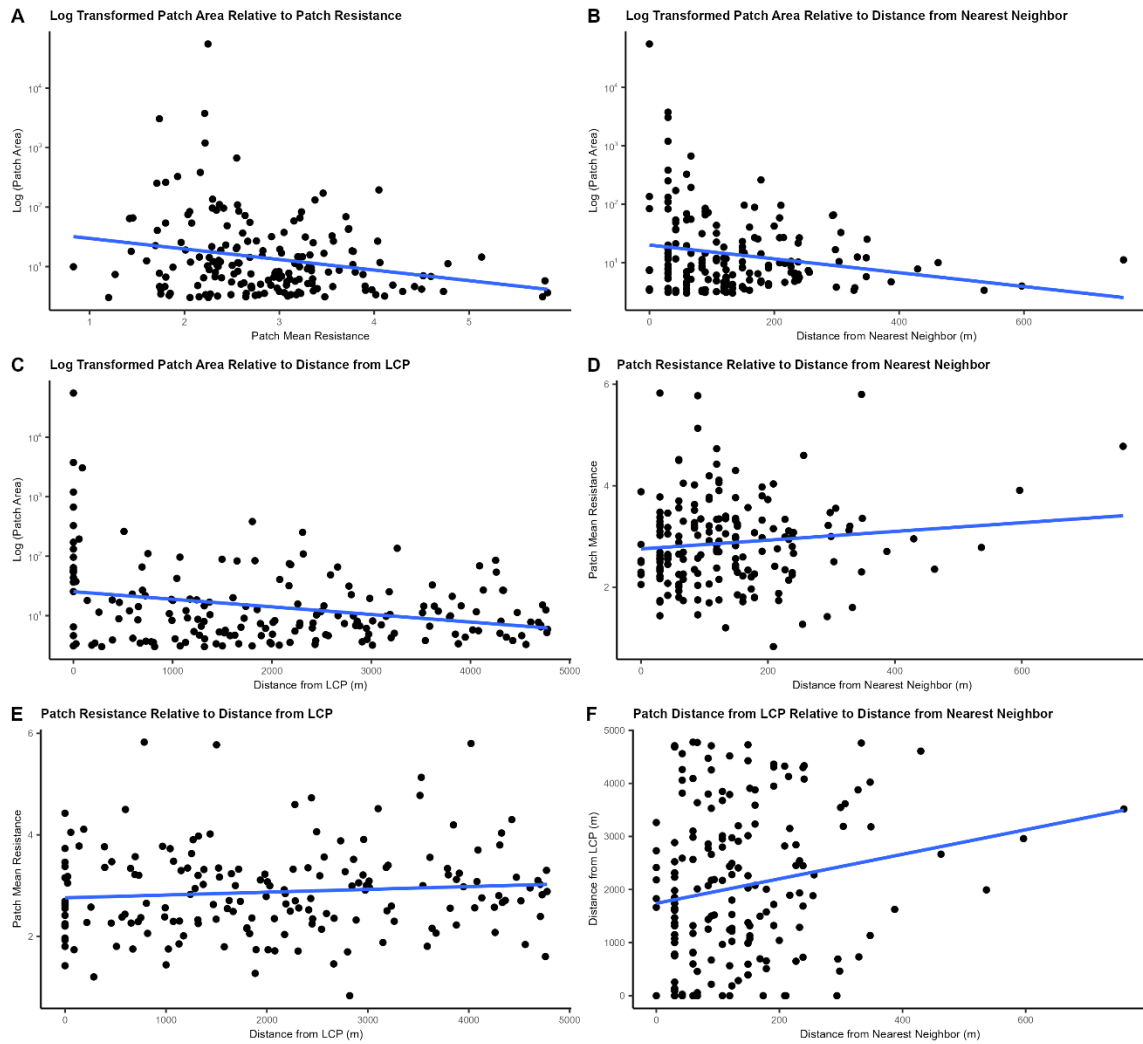 A Log Transformed Patch Area Relative to Patch Resistance
10⁴
10³
10²
10¹
Log (Patch Area)
1 2 3 4 5
Patch Mean Resistance
B Log Transformed Patch Area Relative to Distance from Nearest Neighbor
10⁴
10³
10²
10¹
Log (Patch Area)
0 200 400 600
Distance from Nearest Neighbor (m)
C Log Transformed Patch Area Relative to Distance from LCP
10⁴
10³
10²
10¹
Log (Patch Area)
0 1000 2000 3000 4000 5000
Distance from LCP (m)
D Patch Resistance Relative to Distance from Nearest Neighbor
6
4
2
Patch Mean Resistance
0 200 400 600
Distance from Nearest Neighbor (m)
E Patch Resistance Relative to Distance from LCP
6
4
2
Patch Mean Resistance
0 1000 2000 3000 4000 5000
Distance from LCP (m)
F Patch Distance from LCP Relative to Distance from Nearest Neighbor
5000
4000
3000
2000
1000
0
Distance from LCP (m)
0 200 400 600
Distance from Nearest Neighbor (m)